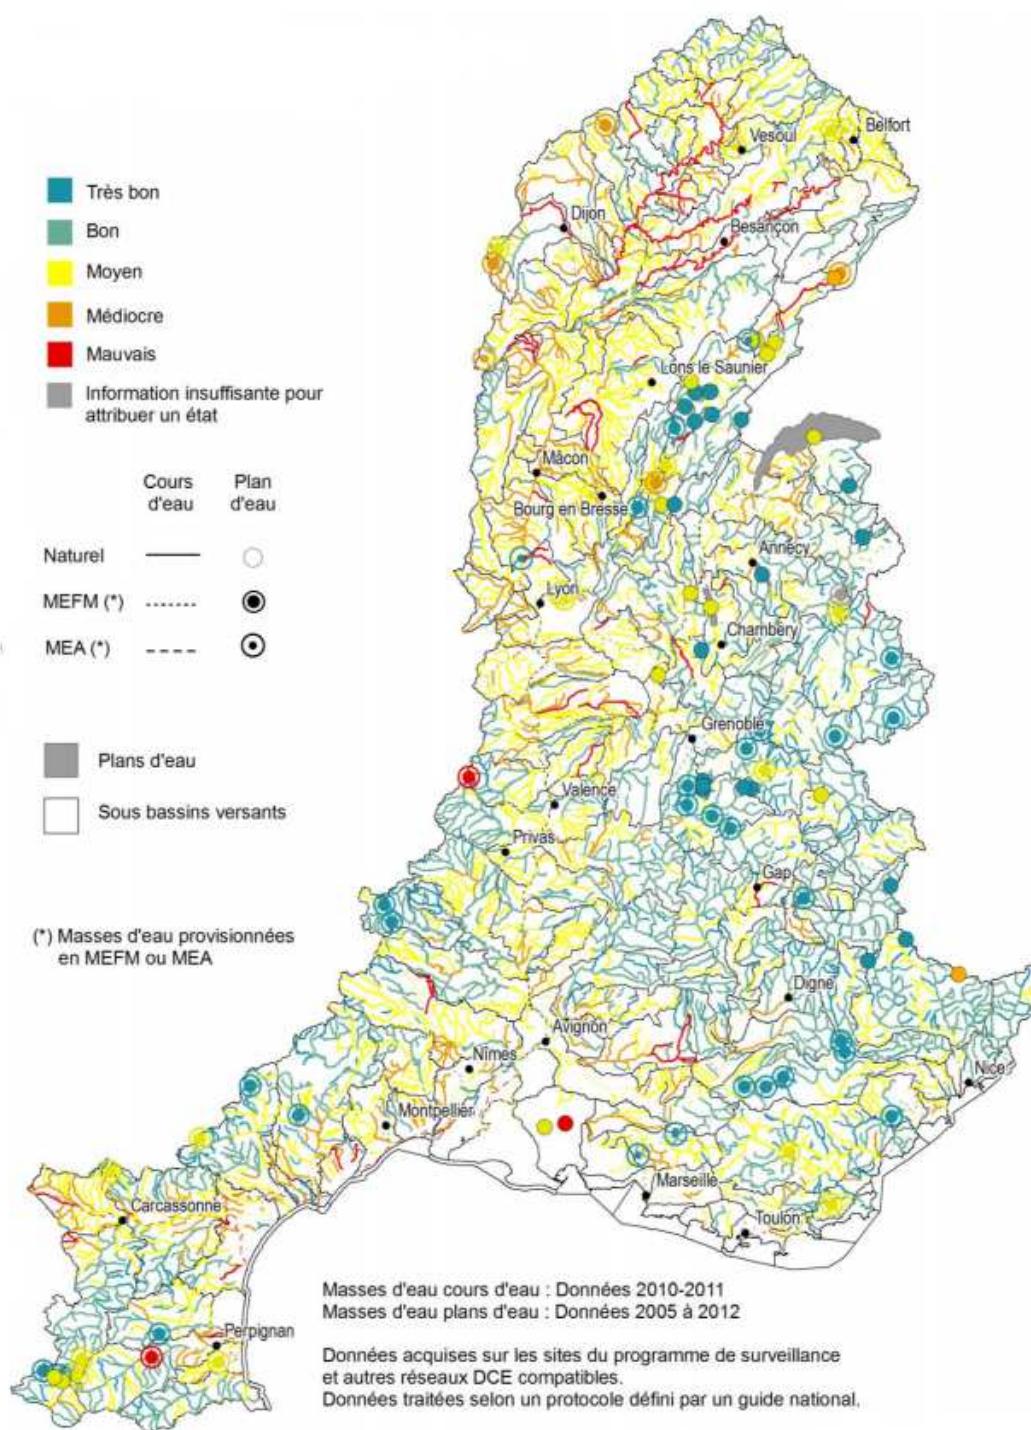 Très bon
Bon
Moyen
Médiocre
Mauvais
Information insuffisante pour
attribuer un état
Cours
d'eau
Plan
d'eau
Naturel
MEFM (*)
MEA (*)
Plans d'eau
Sous bassins versants
(*) Masses d'eau provisionnées
en MEFM ou MEA
Vesoul
Belfort
Dijon
Besançon
Lons le Saunier
Mâcon
Bourg en Bresse
Annecy
Lyon
Chambéry
Grenoble
Valence
Privas
Gap
Digne
Avignon
Nîmes
Nice
Montpellier
Marseille
Carcassonne
Toulon
Perpignan
Masses d'eau cours d'eau : Données 2010-2011
Masses d'eau plans d'eau : Données 2005 à 2012
Données acquises sur les sites du programme de surveillance
et autres réseaux DCE compatibles.
Données traitées selon un protocole défini par un guide national.